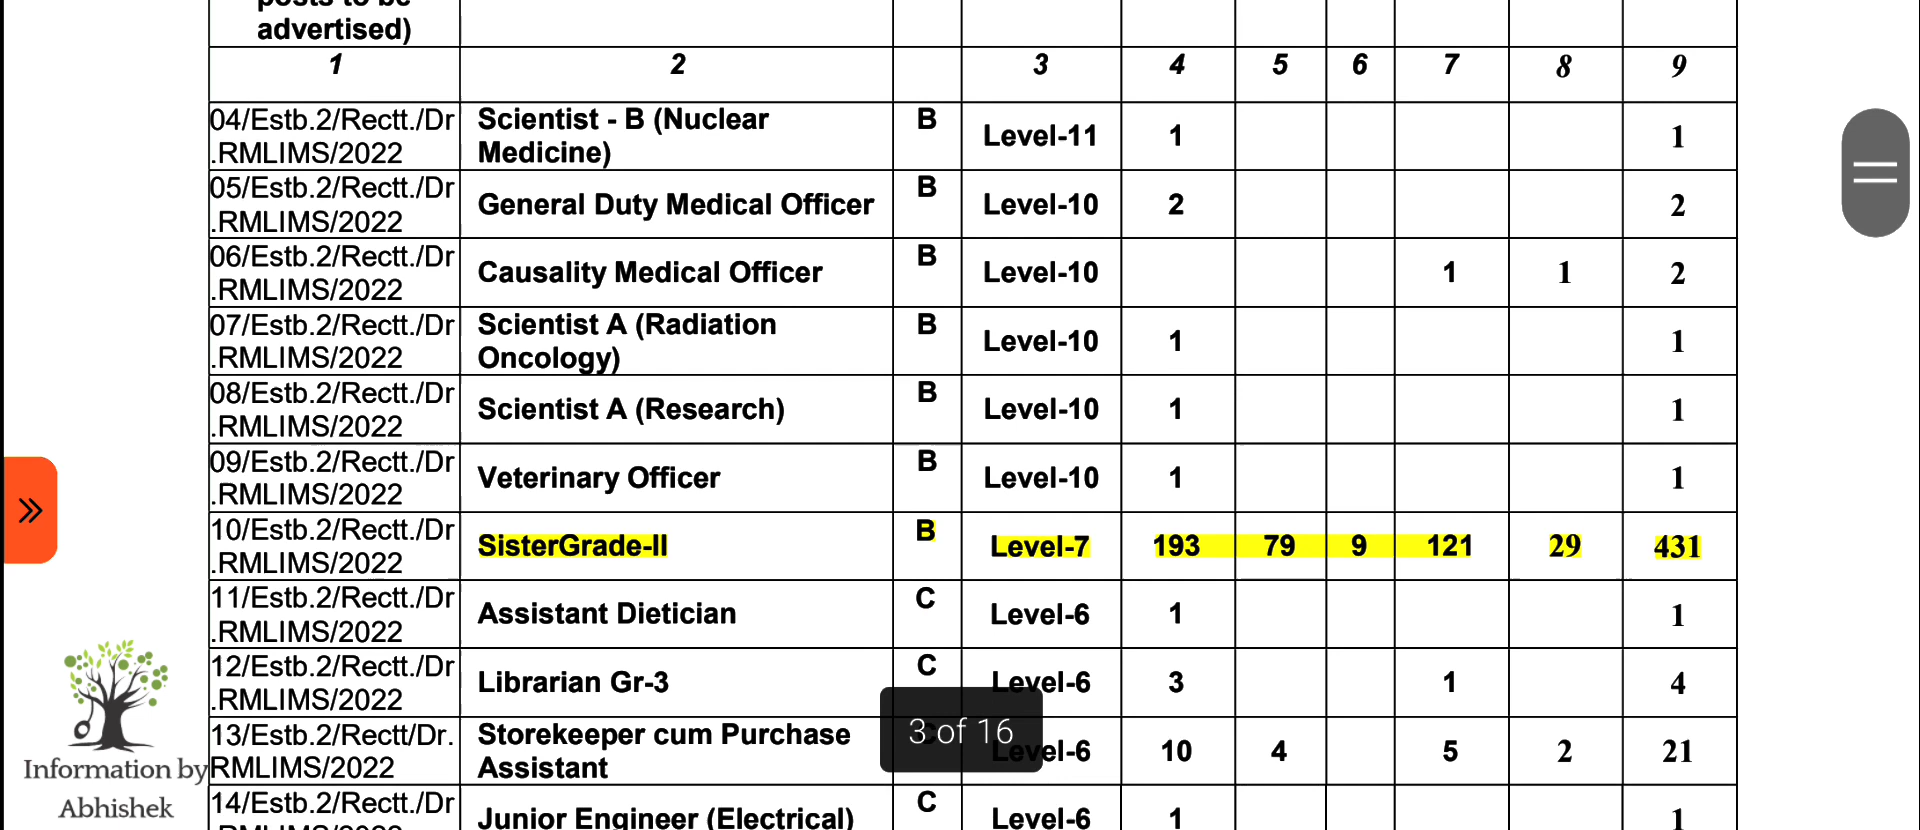 posts to be
advertised)
1 2 3 4 5 6 7 8 9
04/Estb.2/Rectt./Dr
.RMLIMS/2022
Scientist - B (Nuclear
Medicine)
B Level-11 1 1
05/Estb.2/Rectt./Dr
.RMLIMS/2022
General Duty Medical Officer B Level-10 2 2
06/Estb.2/Rectt./Dr
.RMLIMS/2022
Causality Medical Officer B Level-10 1 1 2
07/Estb.2/Rectt./Dr
.RMLIMS/2022
Scientist A (Radiation
Oncology)
B Level-10 1 1
08/Estb.2/Rectt./Dr
.RMLIMS/2022
Scientist A (Research) B Level-10 1 1
09/Estb.2/Rectt./Dr
.RMLIMS/2022
Veterinary Officer B Level-10 1 1
10/Estb.2/Rectt./Dr
.RMLIMS/2022
SisterGrade-II B Level-7 193 79 9 121 29 431
11/Estb.2/Rectt./Dr
.RMLIMS/2022
Assistant Dietician C Level-6 1 1
12/Estb.2/Rectt./Dr
.RMLIMS/2022
Librarian Gr-3 C Level-6 3 1 4
13/Estb.2/Rectt/Dr.
RMLIMS/2022
Storekeeper cum Purchase
Assistant
C Level-6 10 4 5 2 21
3 of 16
14/Estb.2/Rectt./Dr
Junior Engineer (Electrical) C Level-6 1 1
Information by
Abhishek